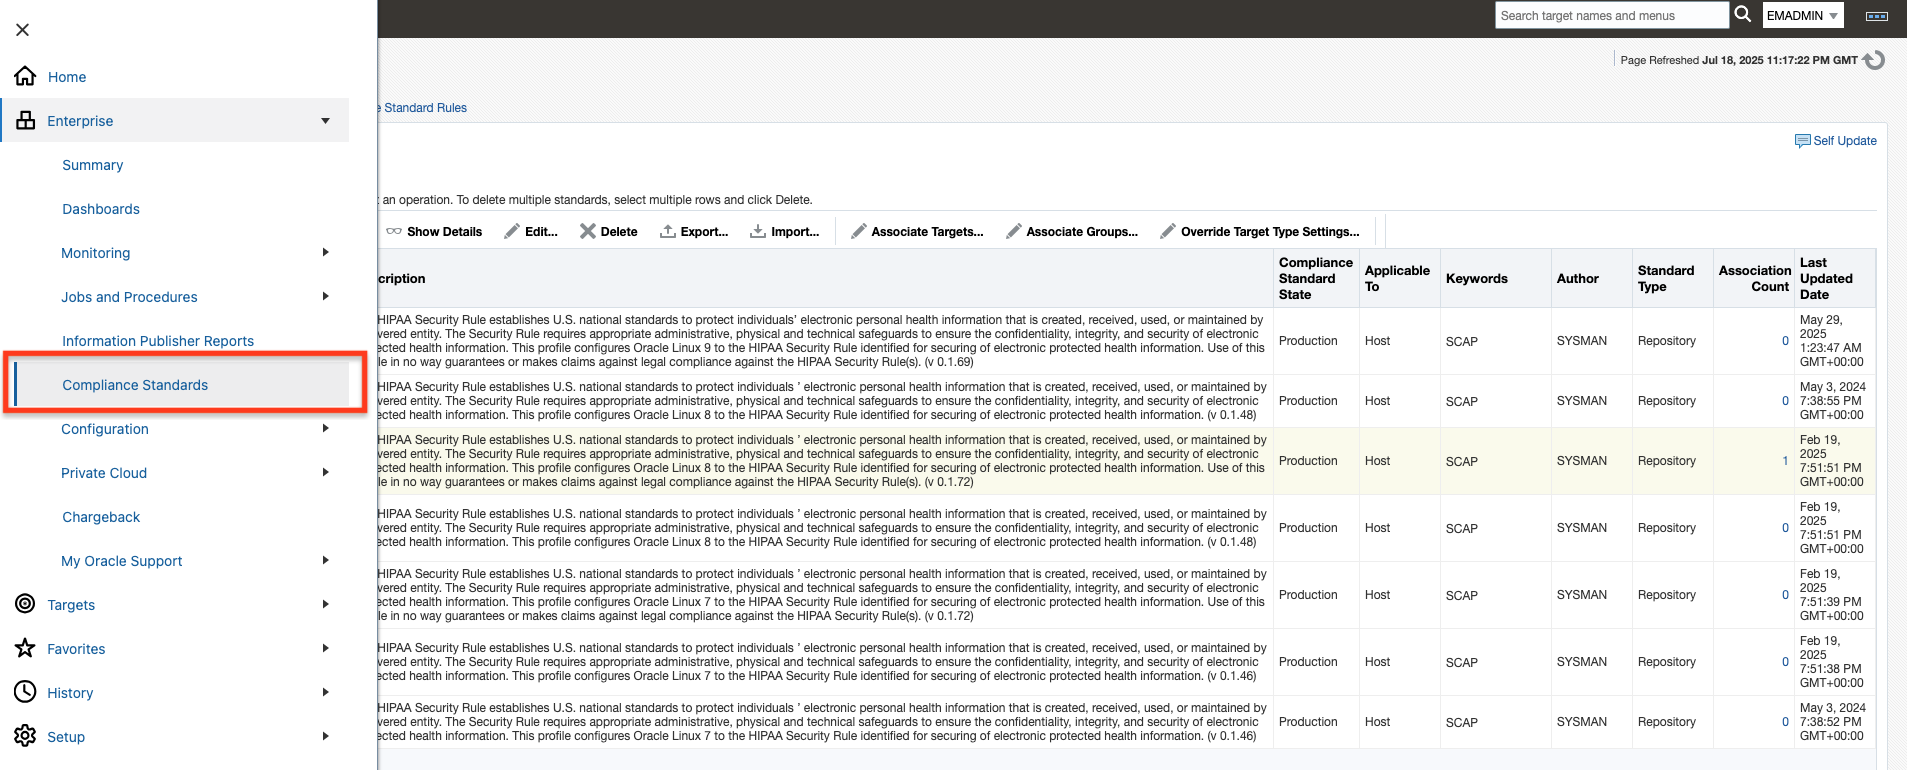 Search target names and menus
EMADMIN
Page Refreshed Jul 18, 2025 11:17:22 PM GMT
Home
Enterprise
Summary
Dashboards
Monitoring
Jobs and Procedures
Information Publisher Reports
Compliance Standards
Configuration
Private Cloud
Chargeback
My Oracle Support
Targets
Favorites
History
Setup
Standard Rules
Self Update
an operation. To delete multiple standards, select multiple rows and click Delete.
Show Details Edit... Delete Export... Import... Associate Targets... Associate Groups... Override Target Type Settings...
cription
Compliance
Standard
State
Applicable
To
Keywords
Author
Standard
Type
Association
Count
Last
Updated
Date
HIPAA Security Rule establishes U.S. national standards to protect individuals' electronic personal health information that is created, received, used, or maintained by
vered entity. The Security Rule requires appropriate administrative, physical and technical safeguards to ensure the confidentiality, integrity, and security of electronic
ected health information. This profile configures Oracle Linux 9 to the HIPAA Security Rule identified for securing of electronic protected health information. Use of this
le in no way guarantees or makes claims against legal compliance against the HIPAA Security Rule(s). (v 0.1.69)
Production Host SCAP SYSMAN Repository 0
May 29,
2025
1:23:47 AM
GMT+00:00
HIPAA Security Rule establishes U.S. national standards to protect individuals ' electronic personal health information that is created, received, used, or maintained by
vered entity. The Security Rule requires appropriate administrative, physical and technical safeguards to ensure the confidentiality, integrity, and security of electronic
ected health information. This profile configures Oracle Linux 8 to the HIPAA Security Rule identified for securing of electronic protected health information. (v 0.1.48)
Production Host SCAP SYSMAN Repository 0
May 3, 2024
7:38:55 PM
GMT+00:00
HIPAA Security Rule establishes U.S. national standards to protect individuals ' electronic personal health information that is created, received, used, or maintained by
vered entity. The Security Rule requires appropriate administrative, physical and technical safeguards to ensure the confidentiality, integrity, and security of electronic
ected health information. This profile configures Oracle Linux 8 to the HIPAA Security Rule identified for securing of electronic protected health information. Use of this
le in no way guarantees or makes claims against legal compliance against the HIPAA Security Rule(s). (v 0.1.72)
Production Host SCAP SYSMAN Repository 1
Feb 19,
2025
7:51:51 PM
GMT+00:00
HIPAA Security Rule establishes U.S. national standards to protect individuals ' electronic personal health information that is created, received, used, or maintained by
vered entity. The Security Rule requires appropriate administrative, physical and technical safeguards to ensure the confidentiality, integrity, and security of electronic
ected health information. This profile configures Oracle Linux 8 to the HIPAA Security Rule identified for securing of electronic protected health information. (v 0.1.48)
Production Host SCAP SYSMAN Repository 0
Feb 19,
2025
7:51:51 PM
GMT+00:00
HIPAA Security Rule establishes U.S. national standards to protect individuals ' electronic personal health information that is created, received, used, or maintained by
vered entity. The Security Rule requires appropriate administrative, physical and technical safeguards to ensure the confidentiality, integrity, and security of electronic
ected health information. This profile configures Oracle Linux 7 to the HIPAA Security Rule identified for securing of electronic protected health information. Use of this
le in no way guarantees or makes claims against legal compliance against the HIPAA Security Rule(s). (v 0.1.72)
Production Host SCAP SYSMAN Repository 0
Feb 19,
2025
7:51:39 PM
GMT+00:00
HIPAA Security Rule establishes U.S. national standards to protect individuals ' electronic personal health information that is created, received, used, or maintained by
vered entity. The Security Rule requires appropriate administrative, physical and technical safeguards to ensure the confidentiality, integrity, and security of electronic
ected health information. This profile configures Oracle Linux 7 to the HIPAA Security Rule identified for securing of electronic protected health information. (v 0.1.46)
Production Host SCAP SYSMAN Repository 0
Feb 19,
2025
7:51:38 PM
GMT+00:00
HIPAA Security Rule establishes U.S. national standards to protect individuals ' electronic personal health information that is created, received, used, or maintained by
vered entity. The Security Rule requires appropriate administrative, physical and technical safeguards to ensure the confidentiality, integrity, and security of electronic
ected health information. This profile configures Oracle Linux 7 to the HIPAA Security Rule identified for securing of electronic protected health information. (v 0.1.46)
Production Host SCAP SYSMAN Repository 0
May 3, 2024
7:38:52 PM
GMT+00:00